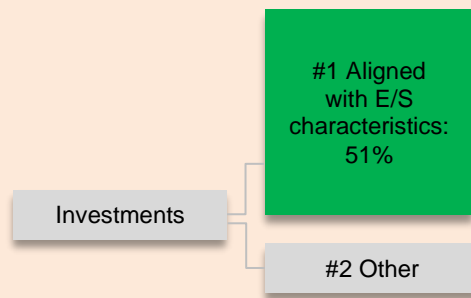 #1 Aligned
with E/S
characteristics:
51%
Investments
#2 Other